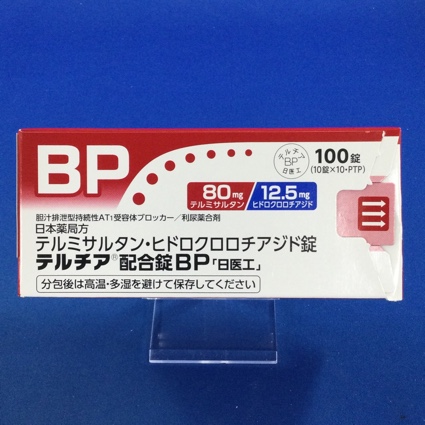 BP
テルチア
BP
日医工
100錠
(10錠×10・PTP)
80mg
テルミサルタン
12.5mg
ヒドロクロロチアジド
胆汁排泄型持続性AT₁受容体ブロッカー／利尿薬合剤
日本薬局方
テルミサルタン・ヒドロクロロチアジド錠
テルチア®配合錠BP「日医工」
分包後は高温・多湿を避けて保存してください